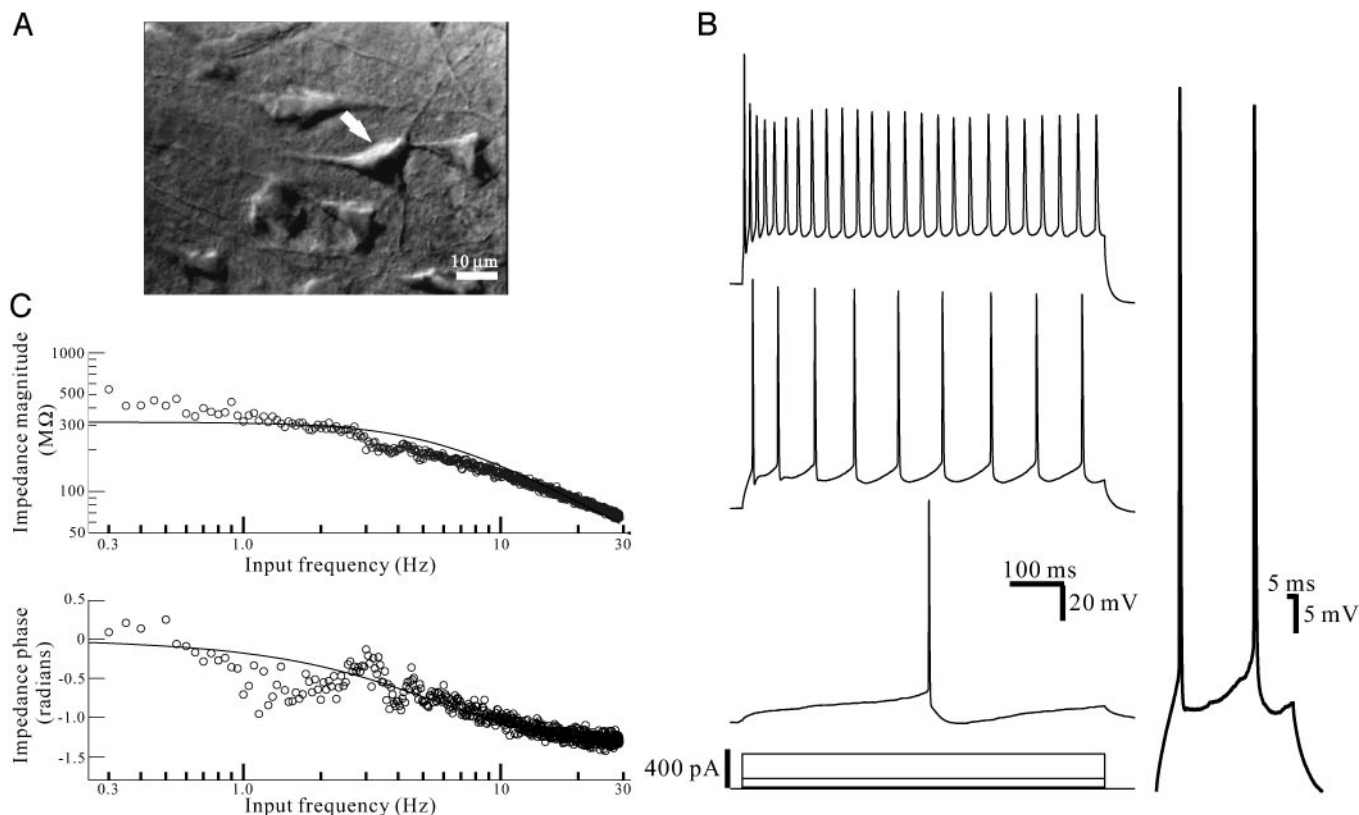 A
10 μm
B
100 ms
20 mV
5 ms
5 mV
400 pA
C
Impedance magnitude
(MΩ)
1000
500
300
100
50
0.3
1.0
10
30
Input frequency (Hz)
Impedance phase
(radians)
0.5
0
-0.5
-1.0
-1.5
0.3
1.0
10
30
Input frequency (Hz)